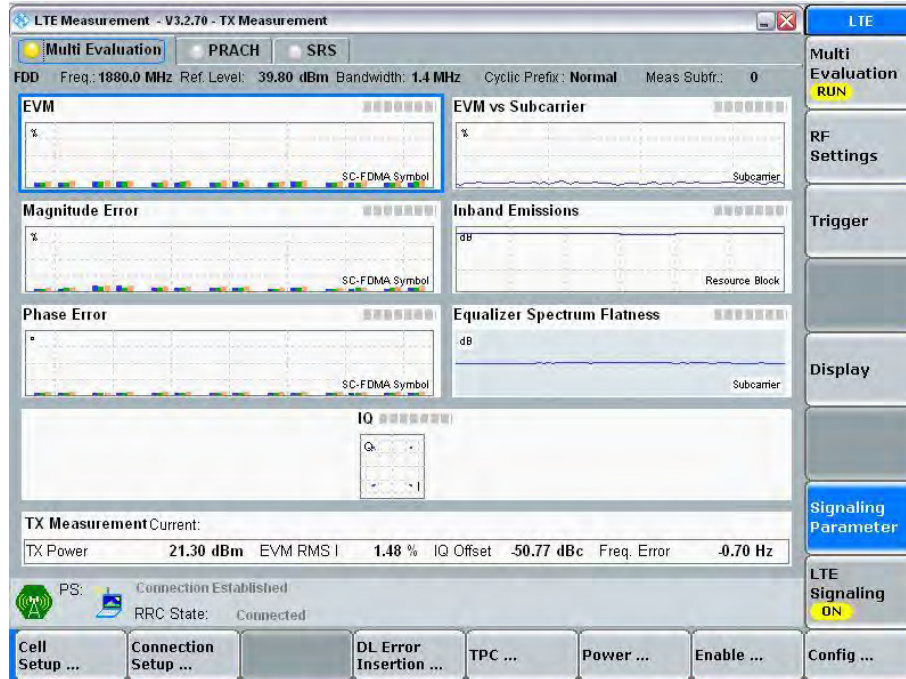 LTE Measurement - V3.2.70 - TX Measurement
LTE
Multi Evaluation PRACH SRS
Multi
Evaluation
RUN
FDD Freq.: 1880.0 MHz Ref. Level: 39.80 dBm Bandwidth: 1.4 MHz Cyclic Prefix : Normal Meas Subfr.: 0
EVM
%
SC-FDMA Symbol
EVM vs Subcarrier
%
Subcarrier
RF
Settings
Magnitude Error
%
SC-FDMA Symbol
Inband Emissions
dB
Resource Block
Trigger
Phase Error
°
SC-FDMA Symbol
Equalizer Spectrum Flatness
dB
Subcarrier
Display
IQ
Q
I
Signaling
Parameter
TX Measurement Current:
TX Power 21.30 dBm EVM RMS l 1.48 % IQ Offset -50.77 dBc Freq. Error -0.70 Hz
LTE
Signaling
ON
PS: Connection Established
RRC State: Connected
Cell
Setup ...
Connection
Setup ...
DL Error
Insertion ...
TPC ...
Power ...
Enable ...
Config ...